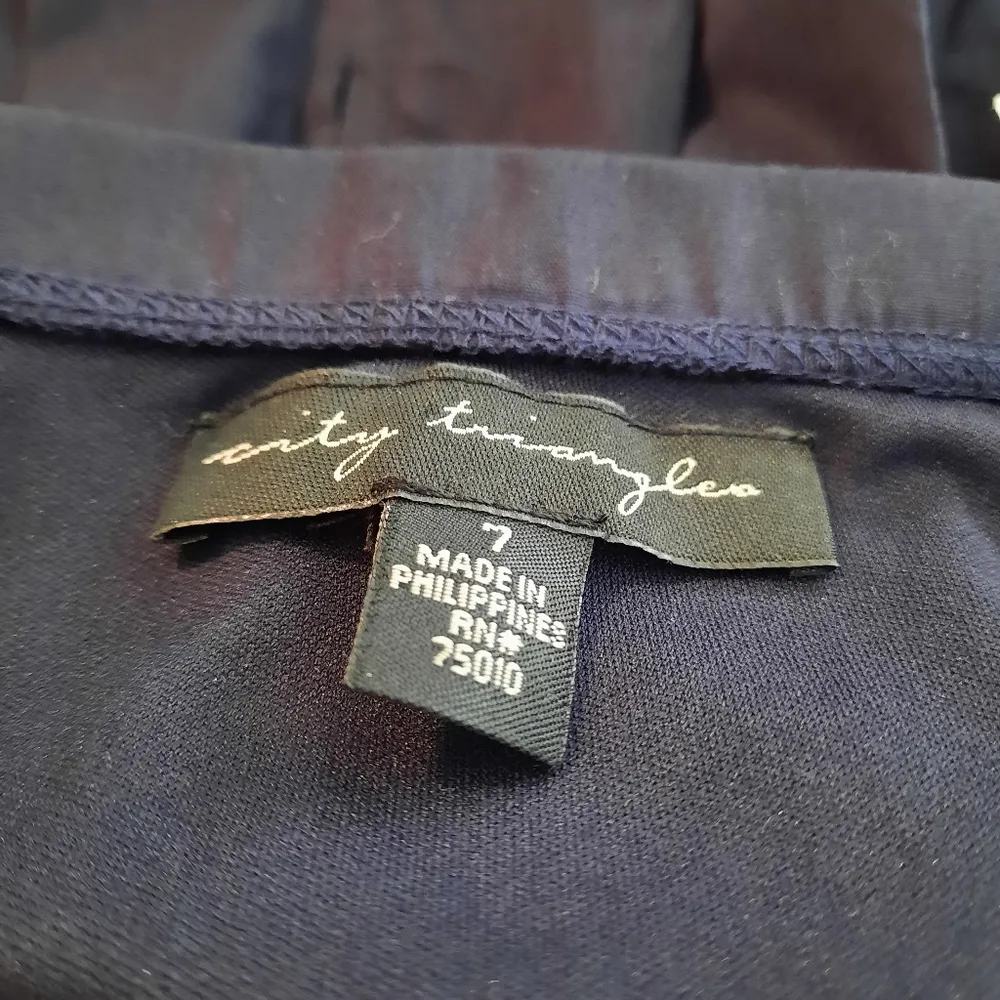 city triangles
7
MADE IN
PHILIPPINES
RN*
75010